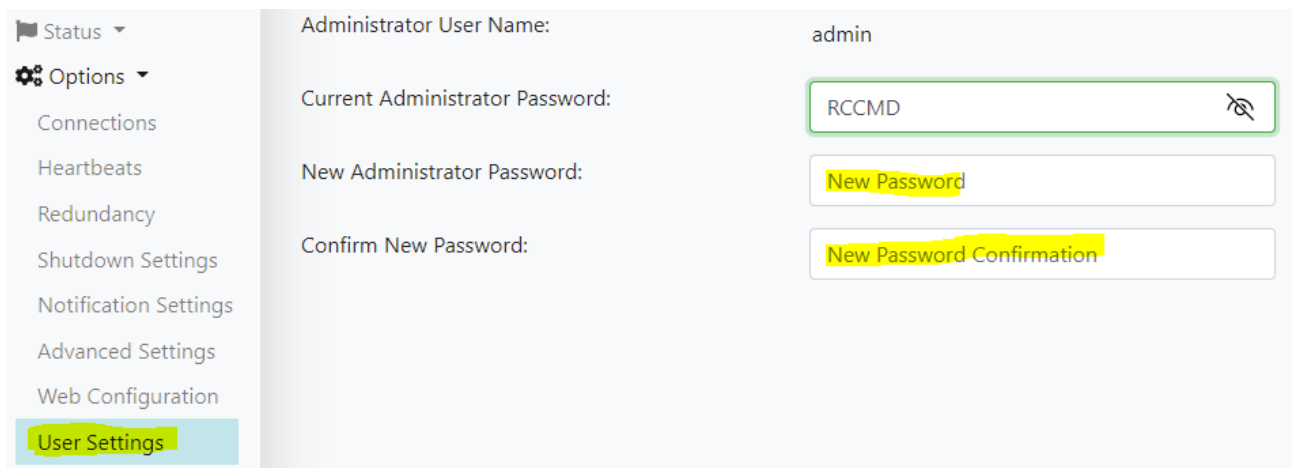 Status
Options
Connections
Heartbeats
Redundancy
Shutdown Settings
Notification Settings
Advanced Settings
Web Configuration
User Settings
Administrator User Name:
admin
Current Administrator Password:
RCCMD
New Administrator Password:
New Password
Confirm New Password:
New Password Confirmation